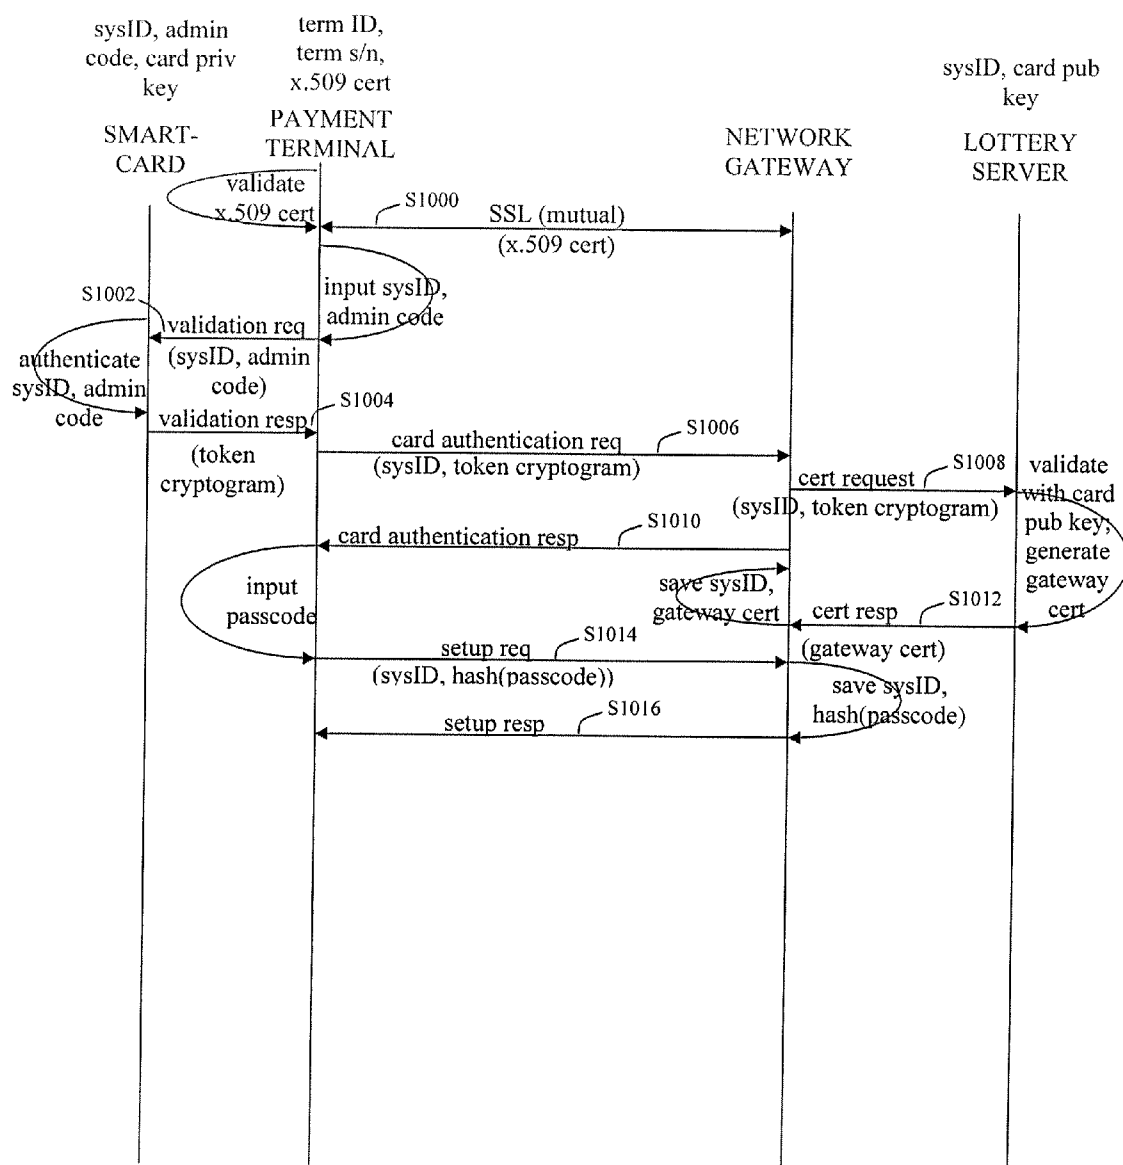 sysID, admin
code, card priv
key
term ID,
term s/n,
x.509 cert
sysID, card pub
key
SMART-
CARD
PAYMENT
TERMINAL
NETWORK
GATEWAY
LOTTERY
SERVER
validate
x.509 cert
S1000
SSL (mutual)
(x.509 cert)
input sysID,
admin code
S1002
validation req
(sysID, admin
code)
authenticate
sysID, admin
code
S1004
validation resp
(token
cryptogram)
S1006
card authentication req
(sysID, token cryptogram)
S1008
cert request
(sysID, token cryptogram)
validate
with card
pub key;
generate
gateway
cert
S1010
card authentication resp
input
passcode
save sysID,
gateway cert
S1012
cert resp
(gateway cert)
S1014
setup req
(sysID, hash(passcode))
save sysID,
hash(passcode)
S1016
setup resp